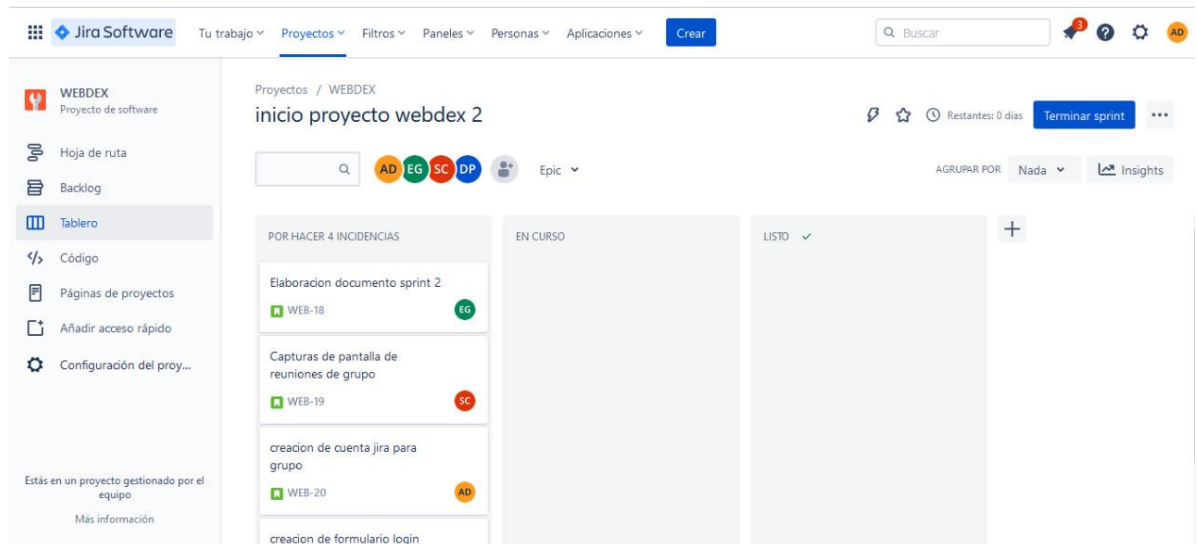 Jira Software
Tu trabajo
Proyectos
Filtros
Paneles
Personas
Aplicaciones
Crear
Buscar
3
AD
WEBDEX
Proyecto de software
Hoja de ruta
Backlog
Tablero
Código
Páginas de proyectos
Añadir acceso rápido
Configuración del proy...
Estás en un proyecto gestionado por el
equipo
Más información
Proyectos / WEBDEX
inicio proyecto webdex 2
Restantes: 0 días
Terminar sprint
AD EG SC DP
Epic
AGRUPAR POR
Nada
Insights
POR HACER 4 INCIDENCIAS
Elaboracion documento sprint 2
WEB-18
EG
Capturas de pantalla de
reuniones de grupo
WEB-19
SC
creacion de cuenta jira para
grupo
WEB-20
AD
creacion de formulario login
EN CURSO
LISTO